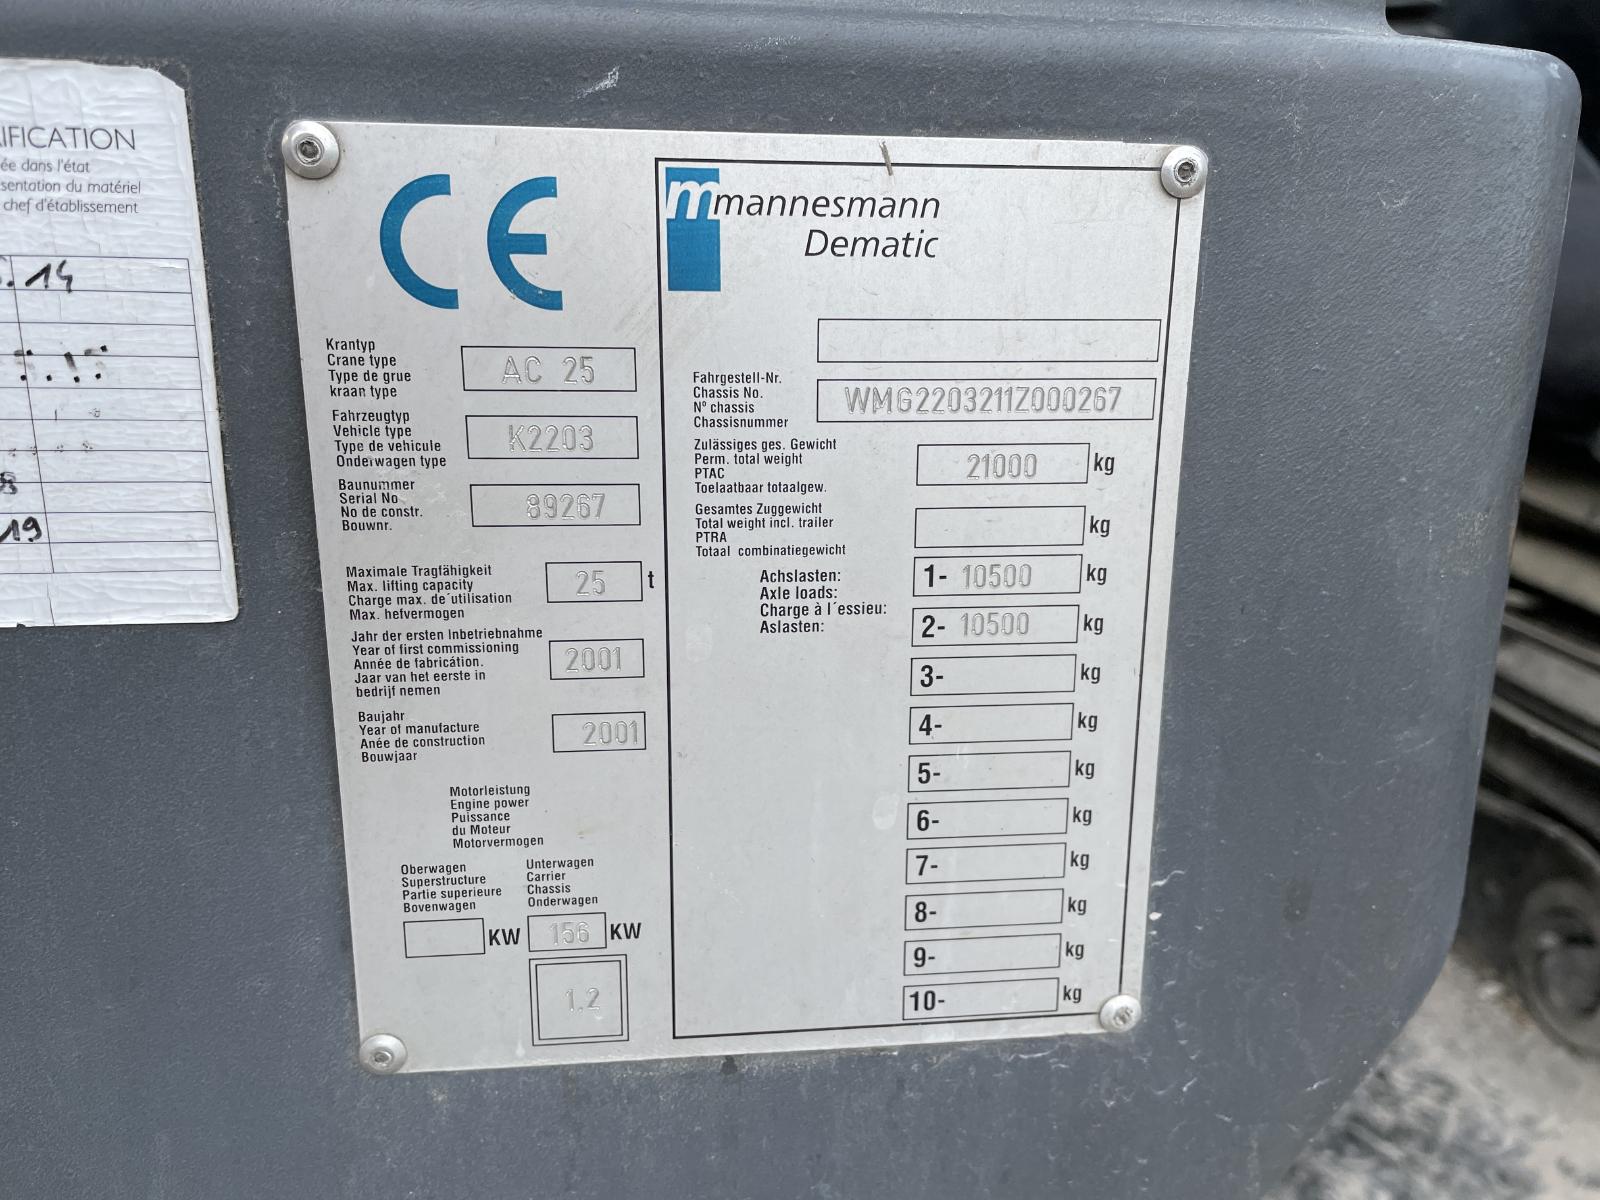 IFICATION
ée dans l'état
sentation du matériel
chef d'établissement
.14
19
CE
Krantyp
Crane type
Type de grue
kraan type
AC 25
Fahrzeugtyp
Vehicle type
Type de vehicule
Onderwagen type
K2203
Baunummer
Serial No
No de constr.
Bouwnr.
89267
Maximale Tragfähigkeit
Max. lifting capacity
Charge max. de´utilisation
Max. hefvermogen
25 t
Jahr der ersten Inbetriebnahme
Year of first commissioning
Année de fabricátion.
Jaar van het eerste in
bedrijf nemen
2001
Baujahr
Year of manufacture
Anée de construction
Bouwjaar
2001
Motorleistung
Engine power
Puissance
du Moteur
Motorvermogen
Oberwagen
Superstructure
Partie superieure
Bovenwagen
KW
Unterwagen
Carrier
Chassis
Onderwagen
156 KW
1.2
m mannesmann
Dematic
Fahrgestell-Nr.
Chassis No.
N° chassis
Chassisnummer
WMG2203211Z000267
Zulässiges ges. Gewicht
Perm. total weight
PTAC
Toelaatbaar totaalgew.
21000 kg
Gesamtes Zuggewicht
Total weight incl. trailer
PTRA
Totaal combinatiegewicht
kg
Achslasten:
Axle loads:
Charge à l´essieu:
Aslasten:
1- 10500 kg
2- 10500 kg
3- kg
4- kg
5- kg
6- kg
7- kg
8- kg
9- kg
10- kg